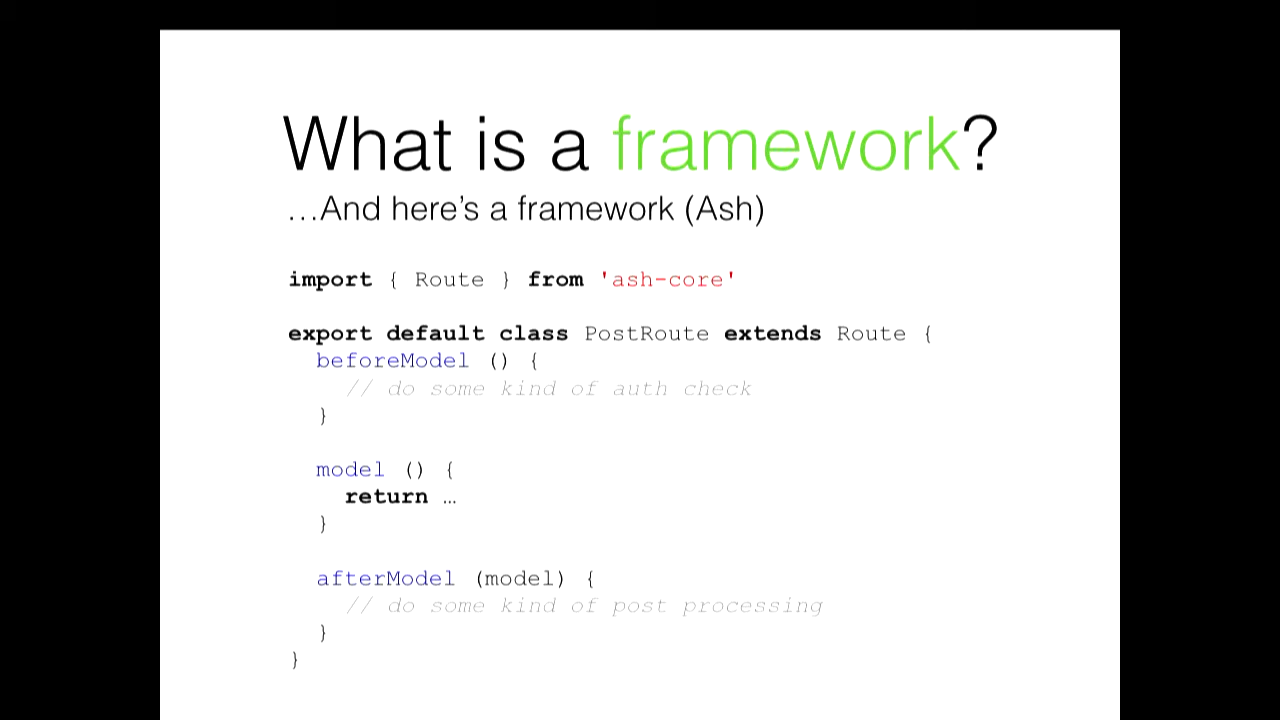 What is a framework?
…And here's a framework (Ash)
import { Route } from 'ash-core'
export default class PostRoute extends Route {
beforeModel () {
// do some kind of auth check
}
model () {
return …
}
afterModel (model) {
// do some kind of post processing
}
}